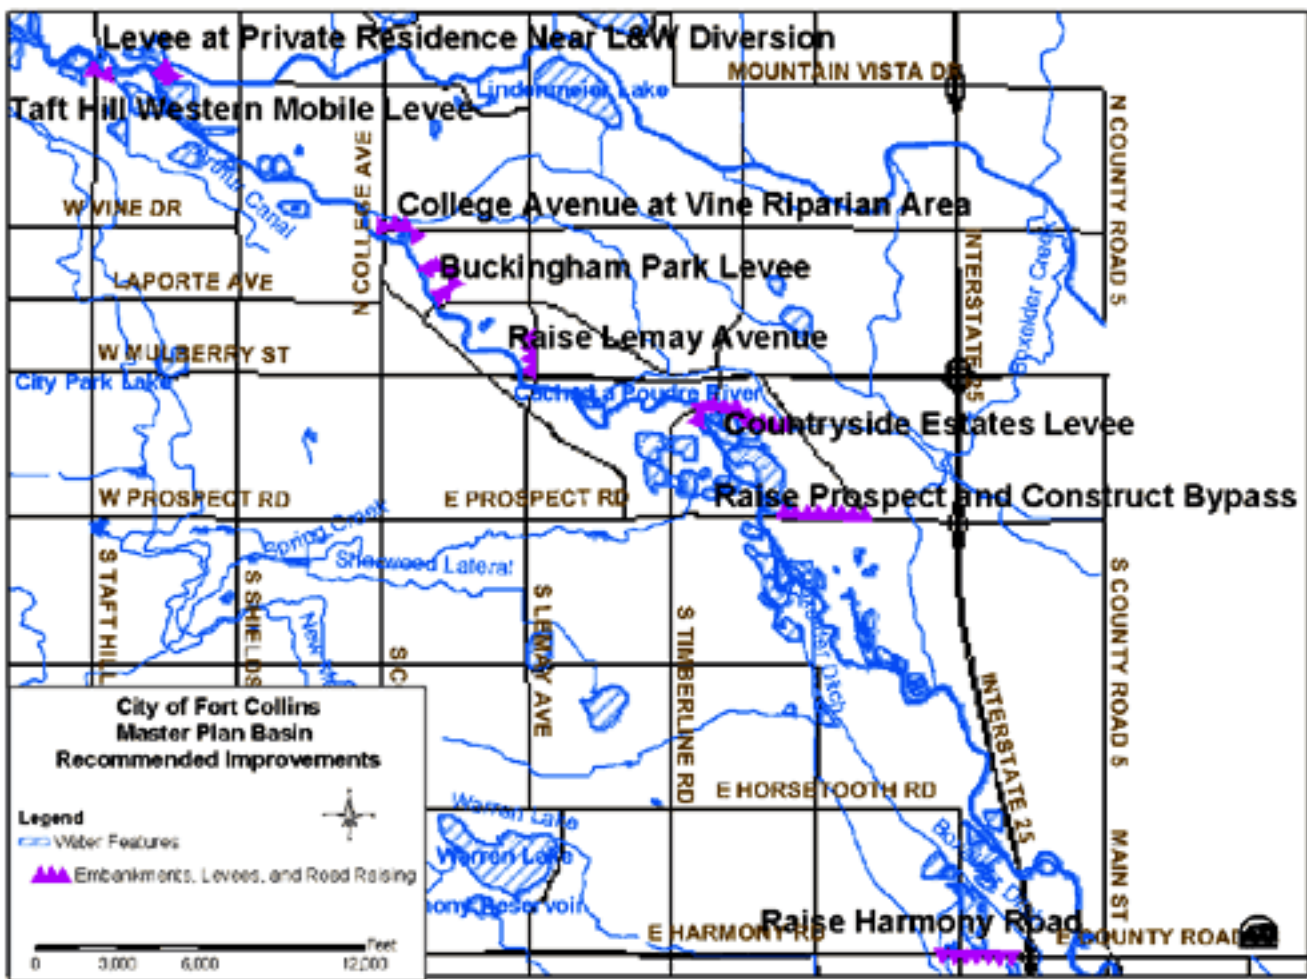 Levee at Private Residence Near L&W Diversion
MOUNTAIN VISTA DR
Lindenmeier Lake
Taft Hill Western Mobile Levee
N COUNTY ROAD 5
N COLLEGE AVE
Arthur Canal
W VINE DR
College Avenue at Vine Riparian Area
Buckingham Park Levee
LAPORTE AVE
INTERSTATE 25
Boxelder Creek
Raise Lemay Avenue
W MULBERRY ST
City Park Lake
Cache La Poudre River
Countryside Estates Levee
W PROSPECT RD
E PROSPECT RD
Raise Prospect and Construct Bypass
Spring Creek
Sherwood Lateral
S TAFT HILL
S SHIELDS
New
S C
S LEMAY AVE
S TIMBERLINE RD
Ditch
S COUNTY ROAD 5
INTERSTATE 25
City of Fort Collins
Master Plan Basin
Recommended Improvements
Legend
Water Features
Embankments, Levees, and Road Raising
Feet
0 3,000 6,000 12,000
E HORSETOOTH RD
Warren Lake
Warren Lake
mony Reservoir
MAIN ST
Raise Harmony Road
E HARMONY RD
E COUNTY ROAD